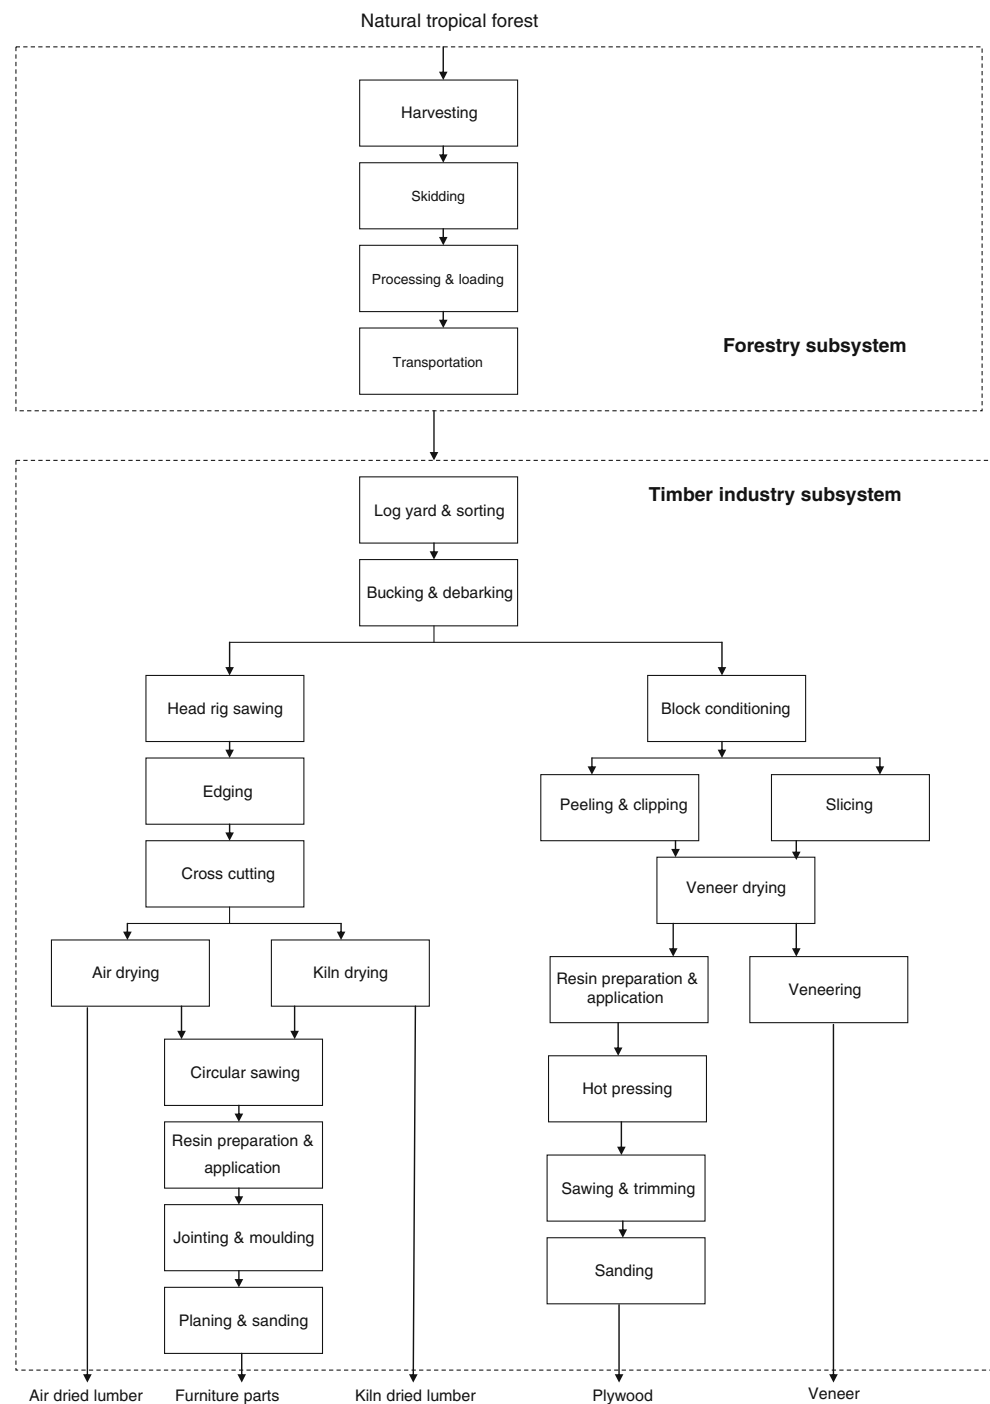 Natural tropical forest
Harvesting
Skidding
Processing & loading
Transportation
Forestry subsystem
Timber industry subsystem
Log yard & sorting
Bucking & debarking
Head rig sawing
Block conditioning
Edging
Peeling & clipping
Slicing
Cross cutting
Veneer drying
Air drying
Kiln drying
Resin preparation &
application
Veneering
Circular sawing
Hot pressing
Resin preparation &
application
Sawing & trimming
Jointing & moulding
Sanding
Planing & sanding
Air dried lumber
Furniture parts
Kiln dried lumber
Plywood
Veneer